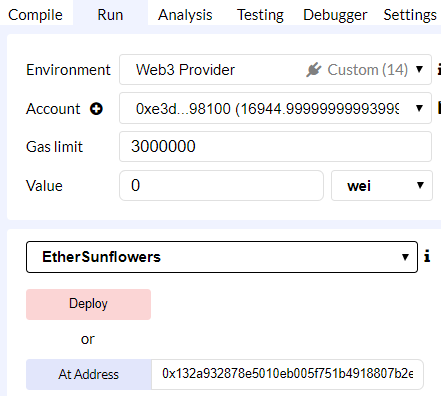 Compile Run Analysis Testing Debugger Settings
Environment Web3 Provider Custom (14)
Account 0xe3d...98100 (16944.99999999993999
Gas limit 3000000
Value 0 wei
EtherSunflowers
Deploy
or
At Address 0x132a932878e5010eb005f751b4918807b2e